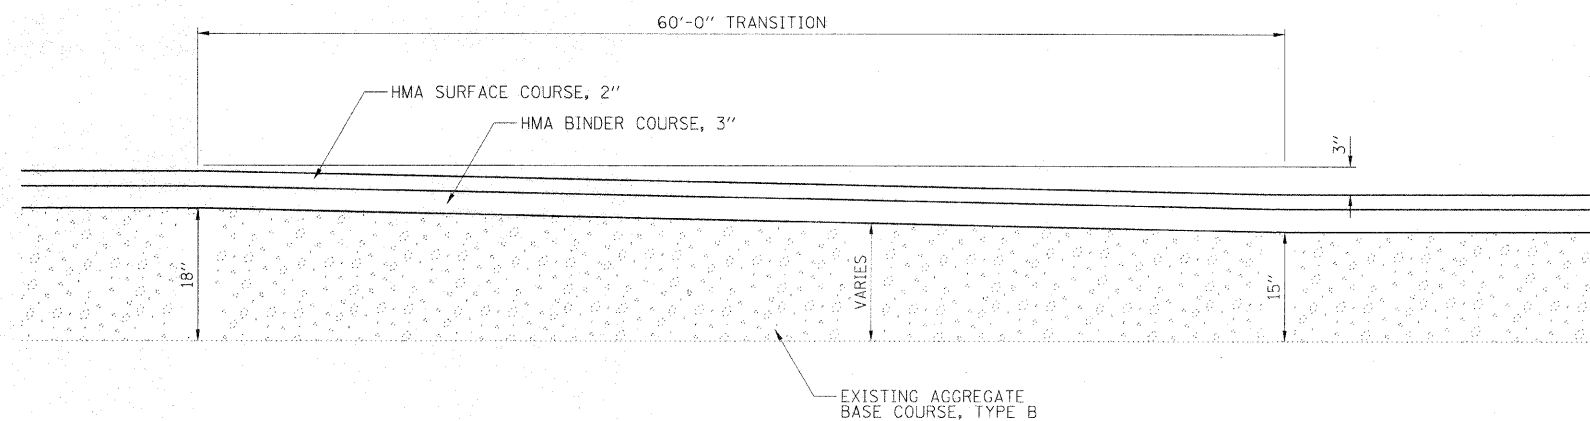 60'-0" TRANSITION
HMA SURFACE COURSE, 2"
HMA BINDER COURSE, 3"
3"
18"
VARIES
15"
EXISTING AGGREGATE
BASE COURSE, TYPE B